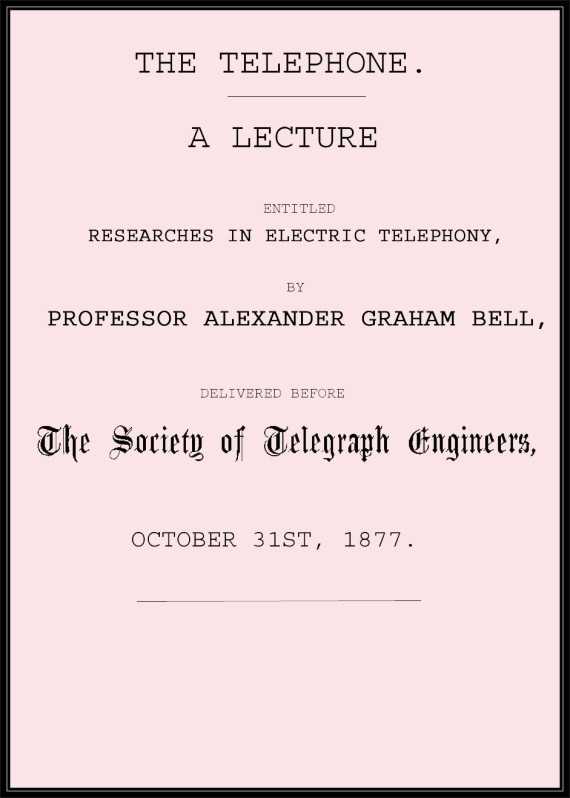 THE TELEPHONE.
A LECTURE
ENTITLED
RESEARCHES IN ELECTRIC TELEPHONY,
BY
PROFESSOR ALEXANDER GRAHAM BELL,
DELIVERED BEFORE
The Society of Telegraph Engineers,
OCTOBER 31ST, 1877.